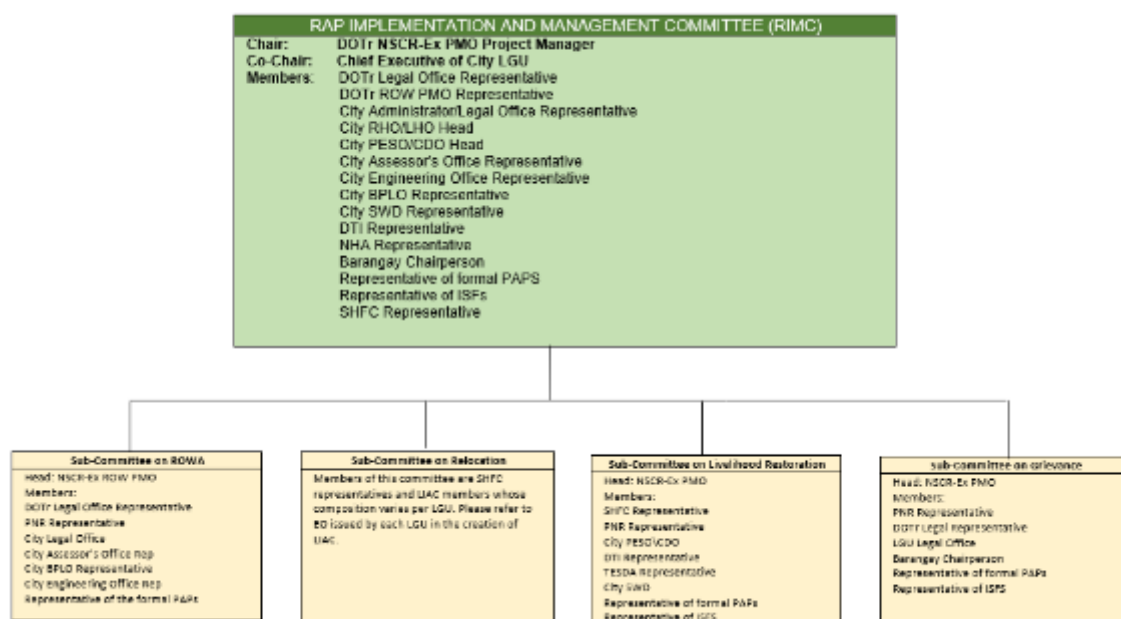 RAP IMPLEMENTATION AND MANAGEMENT COMMITTEE (RIMC)
Chair: DOTr NSCR-Ex PMO Project Manager
Co-Chair: Chief Executive of City LGU
Members: DOTr Legal Office Representative
DOTr ROW PMO Representative
City Administrator/Legal Office Representative
City RHO/LHO Head
City PESO/CDO Head
City Assessor's Office Representative
City Engineering Office Representative
City BPLO Representative
City SWD Representative
DTI Representative
NHA Representative
Barangay Chairperson
Representative of formal PAPS
Representative of ISFs
SHFC Representative
Sub-Committee on ROWA
Head: NSCR-Ex ROW PMO
Members:
DOTr Legal Office Representative
PNR Representative
City Legal Office
City Assessor's Office Rep
City BPLO Representative
City Engineering Office Rep
Representative of the formal PAPs
Sub-Committee on Relocation
Members of this committee are SHFC
representatives and LIAC members whose
composition varies per LGU. Please refer to
EO issued by each LGU in the creation of
LIAC.
Sub-Committee on Livelihood Restoration
Head: NSCR-Ex PMO
Members:
SHFC Representative
PNR Representative
City PESO\CDO
DTI Representative
TESDA Representative
City SWD
Representative of formal PAPs
Representative of ISFS
Sub-Committee on Grievance
Head: NSCR-Ex PMO
Members:
PNR Representative
DOTr Legal Representative
LGU Legal Office
Barangay Chairperson
Representative of formal PAPs
Representative of ISFS